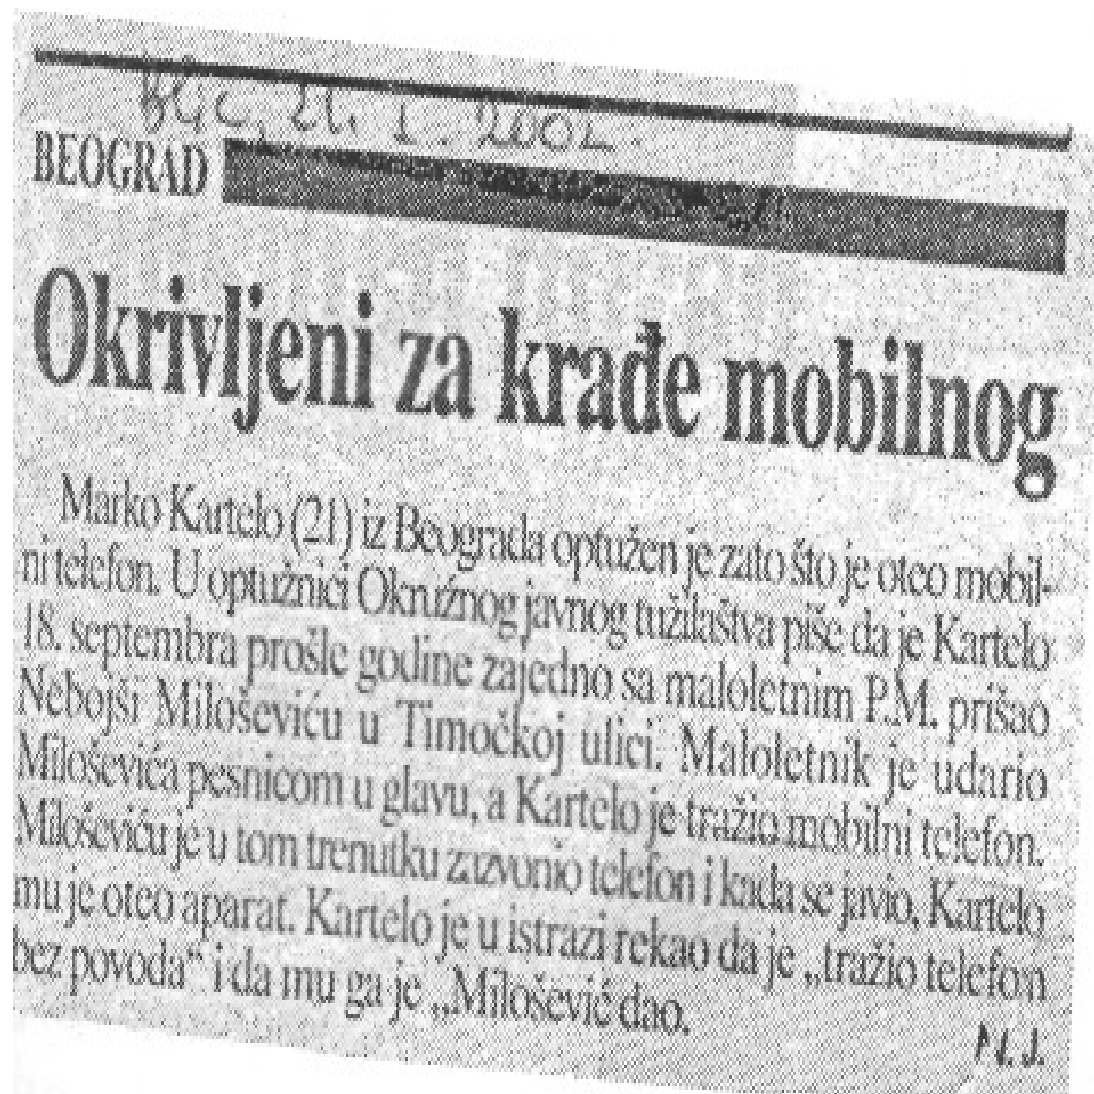 21. I. 2002
BEOGRAD
Okrivljeni za krađe mobilnog
Marko Kartelo (21) iz Beograda optužen je zato što je oteo mobil-
ni telefon. U optužnici Okružnog javnog tužilaštva piše da je Kartelo
18. septembra prošle godine zajedno sa maloletnim P.M. prišao
Nebojši Miloševiću u Timočkoj ulici. Maloletnik je udario
Miloševića pesnicom u glavu, a Kartelo je tražio mobilni telefon.
Miloševiću je u tom trenutku zazvonio telefon i kada se javio, Kartelo
mu je oteo aparat. Kartelo je u istrazi rekao da je „tražio telefon
bez povoda“ i da mu ga je „Milošević dao.
N. J.